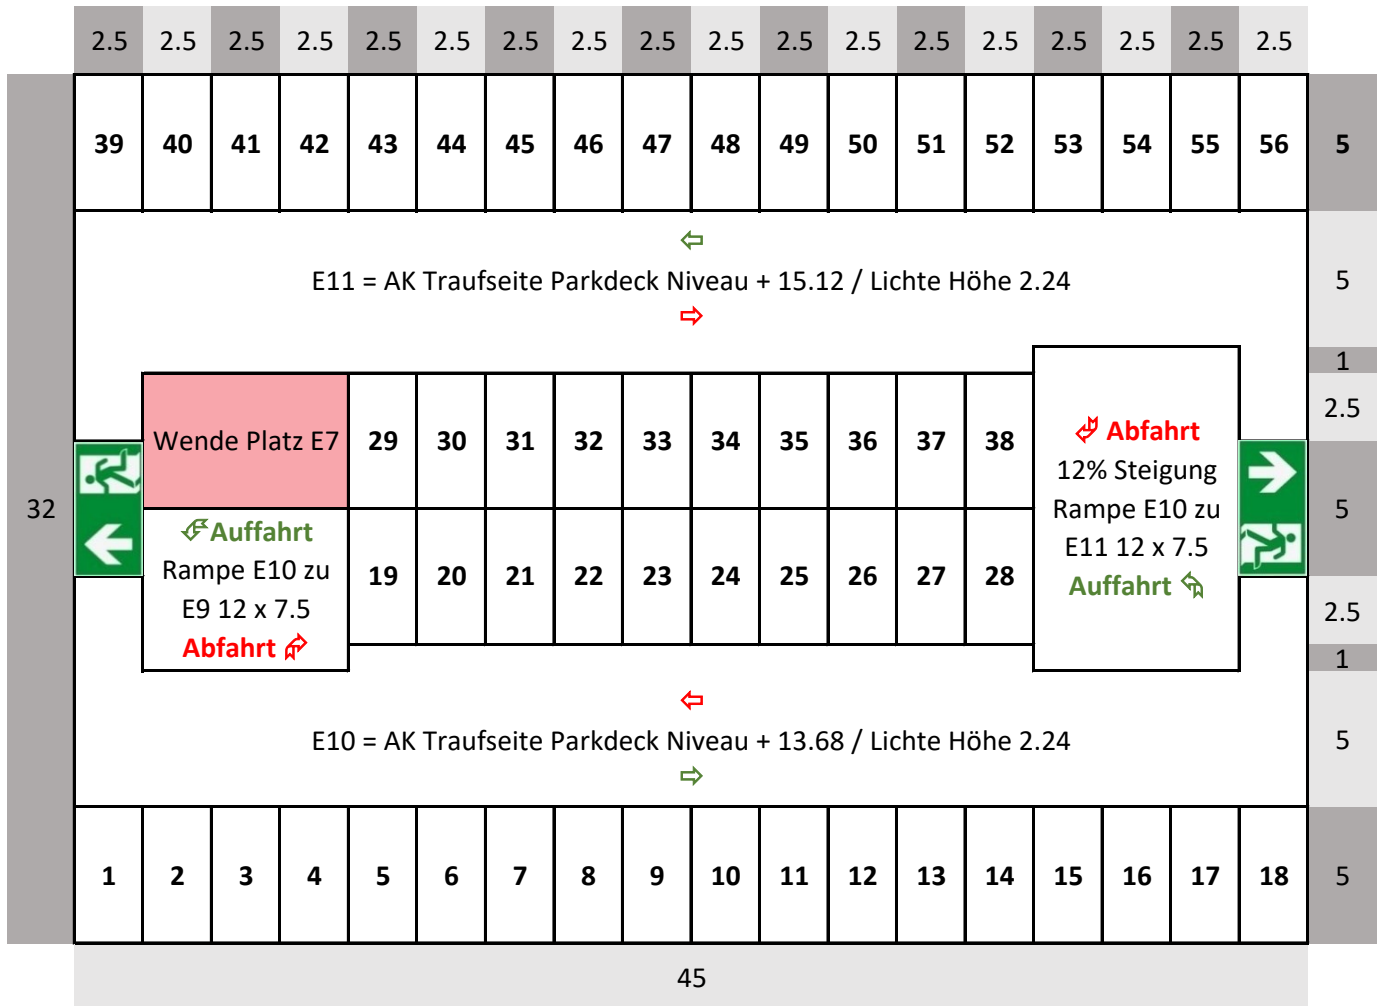 2.5 2.5 2.5 2.5 2.5 2.5 2.5 2.5 2.5 2.5 2.5 2.5 2.5 2.5 2.5 2.5 2.5 2.5
39 40 41 42 43 44 45 46 47 48 49 50 51 52 53 54 55 56 5
E11 = AK Traufseite Parkdeck Niveau + 15.12 / Lichte Höhe 2.24
5
1
2.5
Wende Platz E7 29 30 31 32 33 34 35 36 37 38
Abfahrt
12% Steigung
Rampe E10 zu
E11 12 x 7.5
Auffahrt
32
5
Auffahrt
Rampe E10 zu
E9 12 x 7.5
Abfahrt
19 20 21 22 23 24 25 26 27 28
2.5
1
E10 = AK Traufseite Parkdeck Niveau + 13.68 / Lichte Höhe 2.24
5
1 2 3 4 5 6 7 8 9 10 11 12 13 14 15 16 17 18 5
45